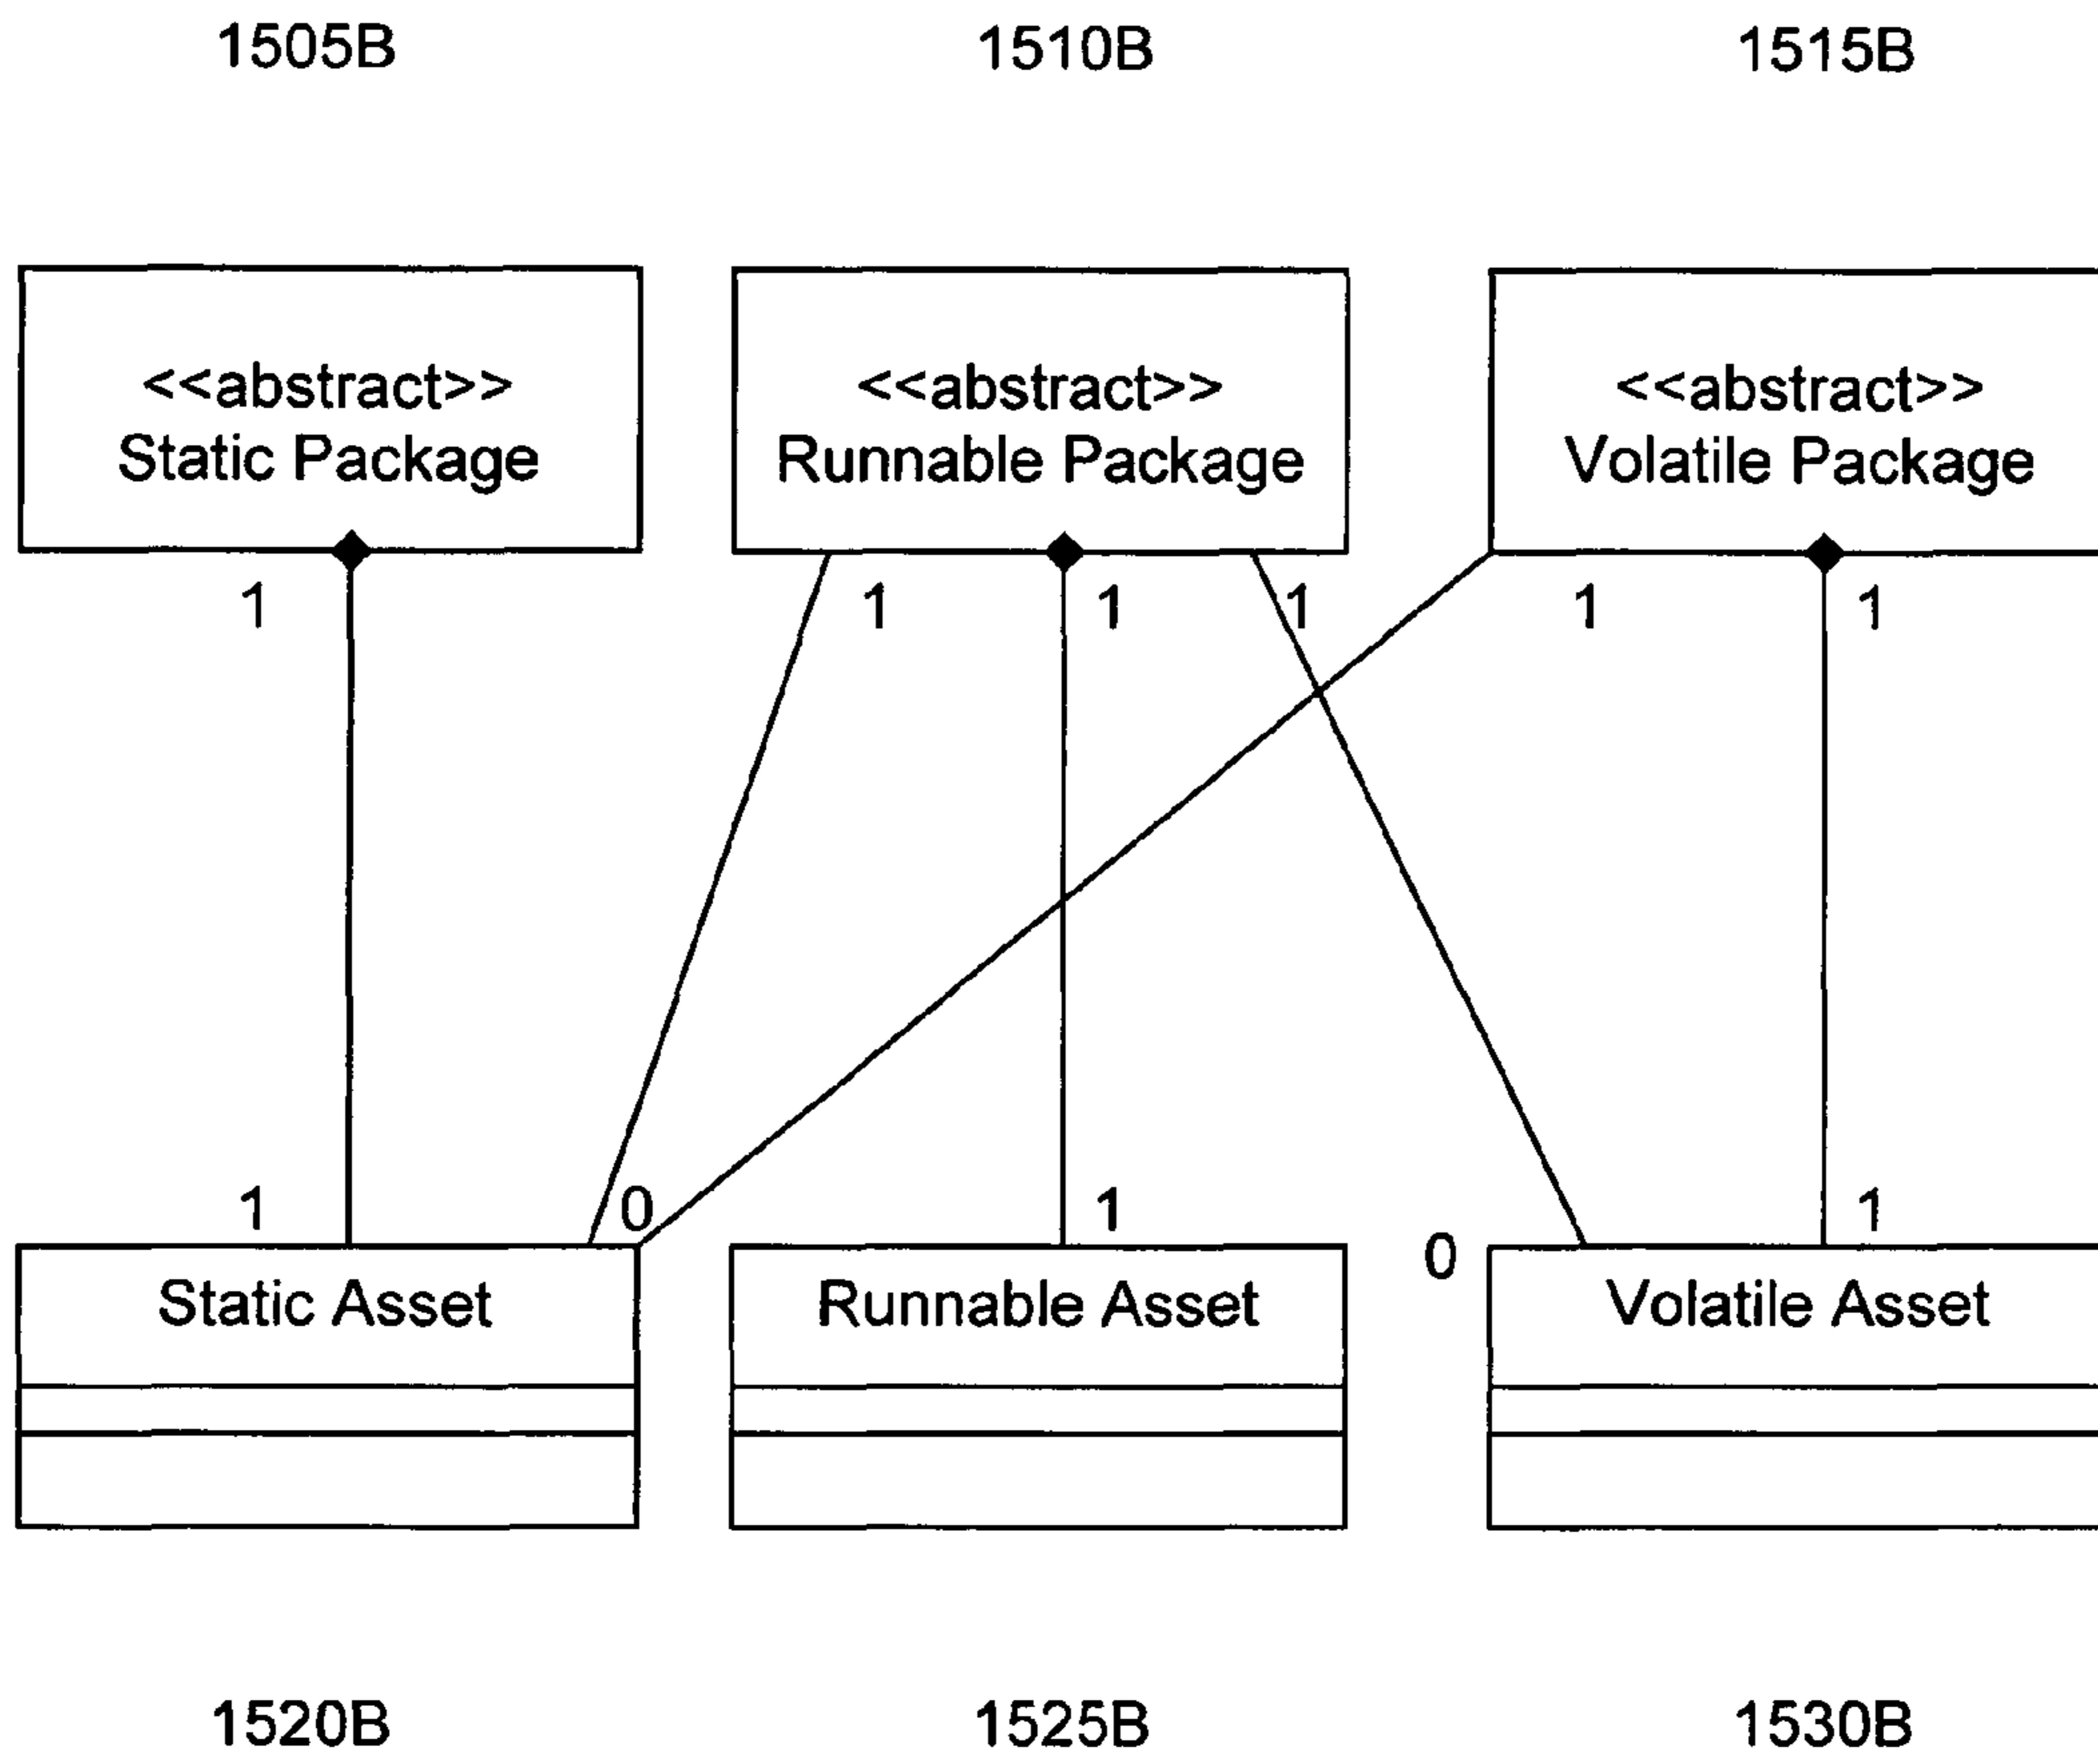 1505B 1510B 1515B
<<abstract>> <<abstract>> <<abstract>>
Static Package Runnable Package Volatile Package
1 1 1 1 1 1
1 0 1 1
0
Static Asset Runnable Asset Volatile Asset
1520B 1525B 1530B